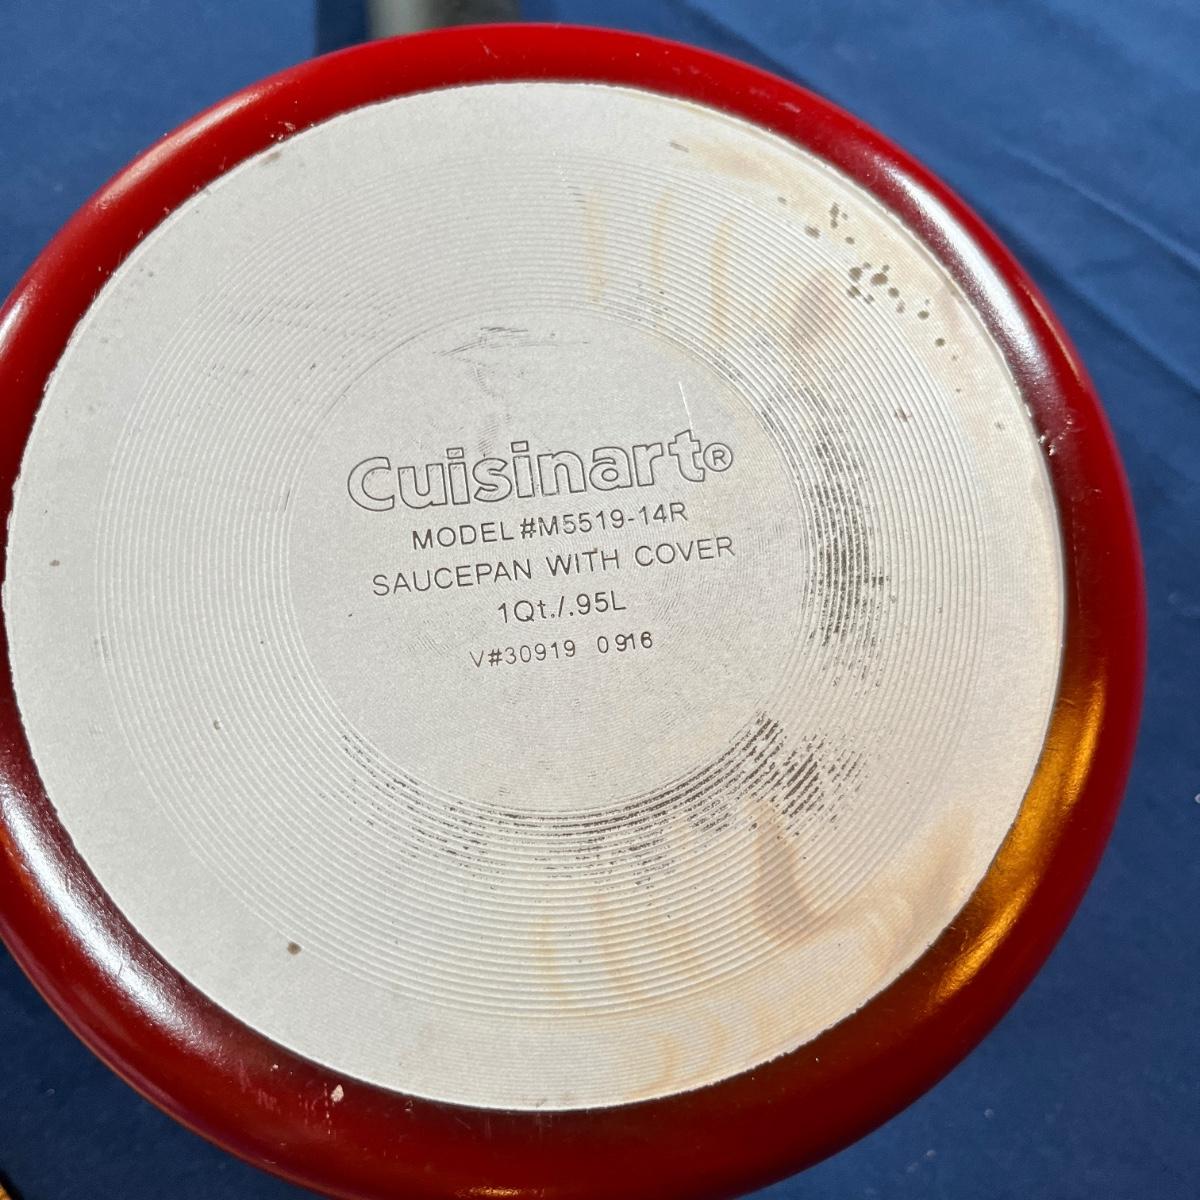 Cuisinart®
MODEL #M5519-14R
SAUCEPAN WITH COVER
1Qt./.95L
V#30919 0916